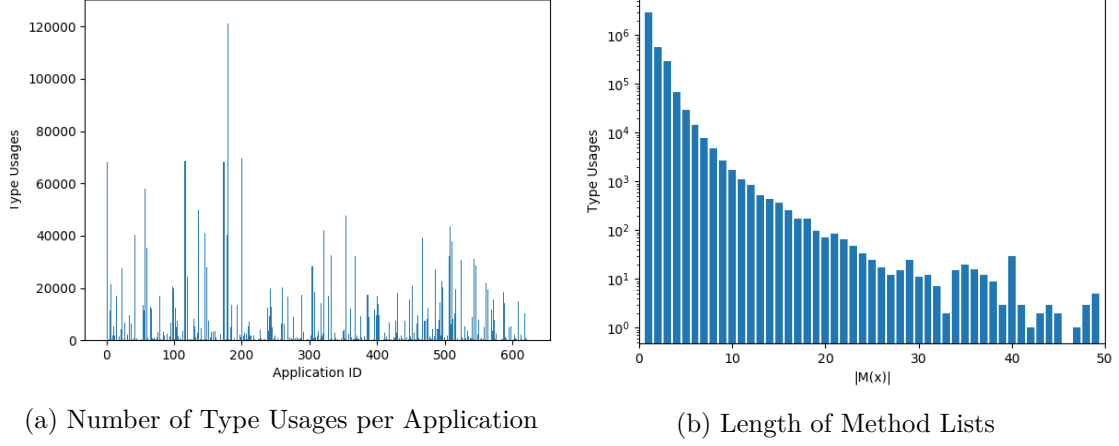 120000
100000
80000
60000
40000
20000
0
Type Usages
0 100 200 300 400 500 600
Application ID
(a) Number of Type Usages per Application
10^6
10^5
10^4
10^3
10^2
10^1
10^0
Type Usages
0 10 20 30 40 50
|M(x)|
(b) Length of Method Lists